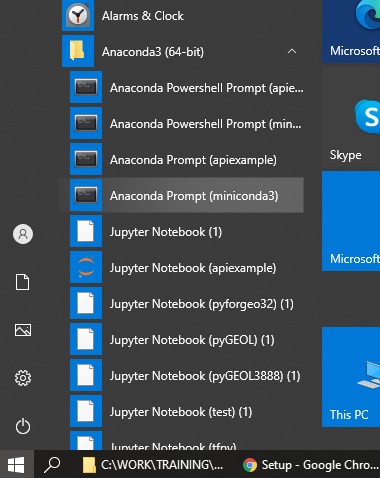 Alarms & Clock
Anaconda3 (64-bit)
Anaconda Powershell Prompt (apie...
Anaconda Powershell Prompt (min...
Anaconda Prompt (apiexample)
Anaconda Prompt (miniconda3)
Jupyter Notebook (1)
Jupyter Notebook (apiexample)
Jupyter Notebook (pyforgeo32) (1)
Jupyter Notebook (pyGEOL) (1)
Jupyter Notebook (pyGEOL3888) (1)
Jupyter Notebook (test) (1)
Jupyter Notebook (tfpy)
Microsoft
Skype
Microsoft
This PC
C:\WORK\TRAINING\...
Setup - Google Chro...